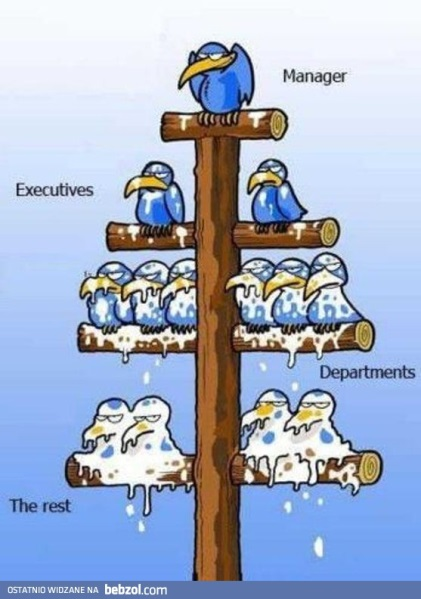 Manager
Executives
Departments
The rest
OSTATNIO WIDZANE NA bebzol.com